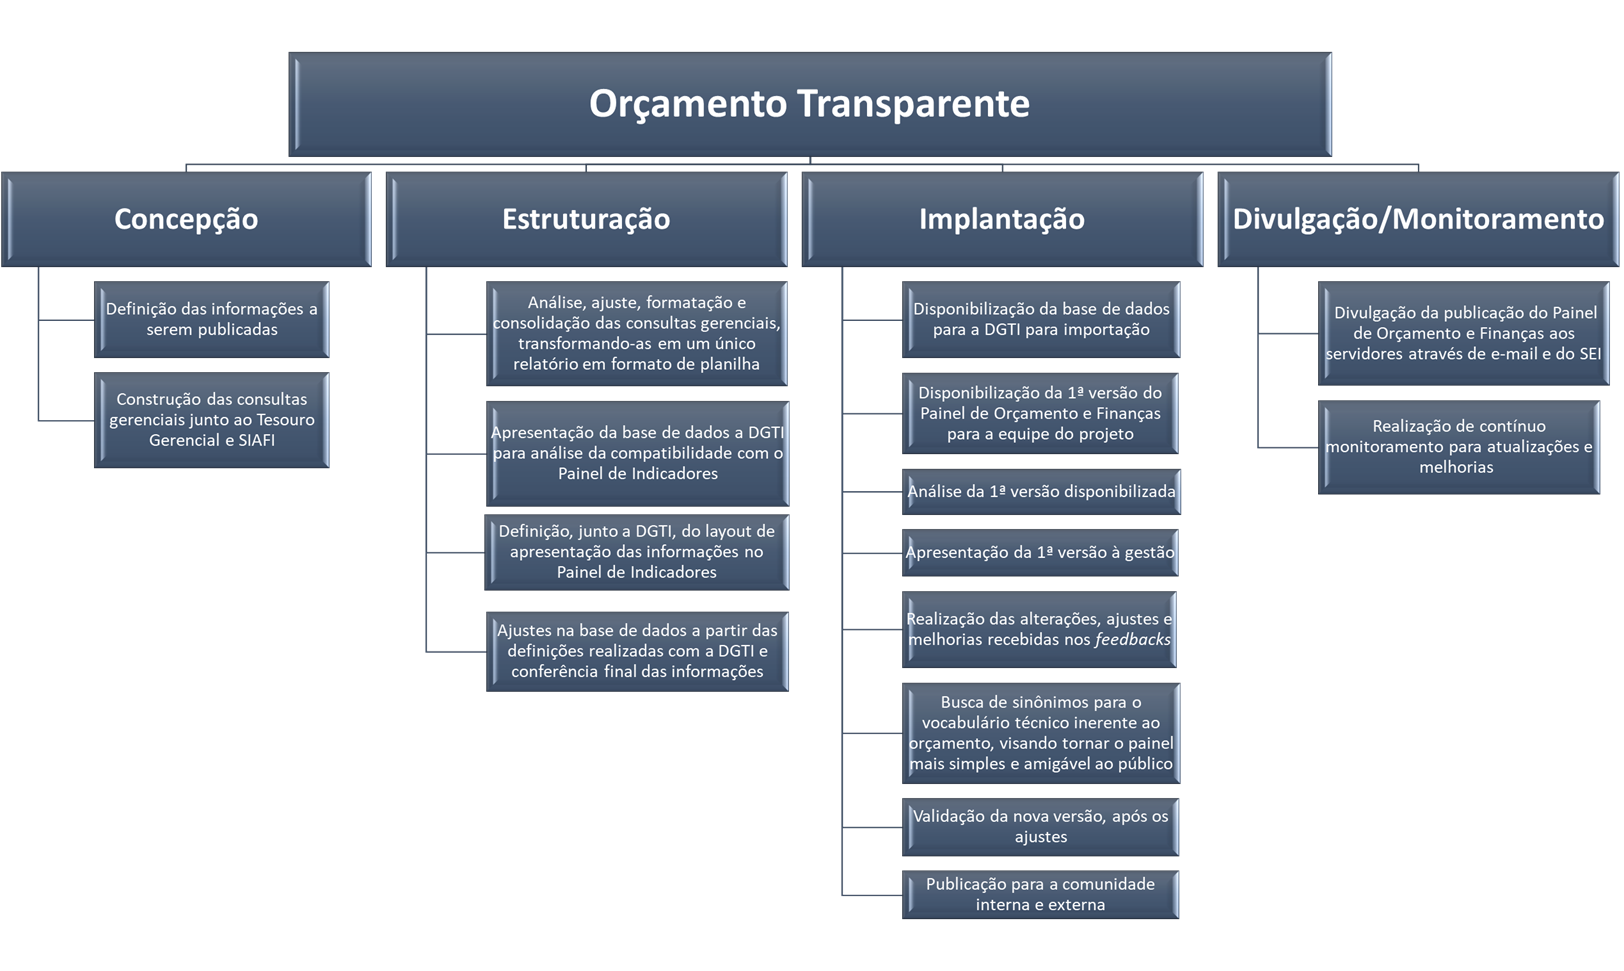 Orçamento Transparente
Concepção
Definição das informações a
serem publicadas
Construção das consultas
gerenciais junto ao Tesouro
Gerencial e SIAFI
Estruturação
Análise, ajuste, formatação e
consolidação das consultas gerenciais,
transformando-as em um único
relatório em formato de planilha
Apresentação da base de dados a DGTI
para análise da compatibilidade com o
Painel de Indicadores
Definição, junto a DGTI, do layout de
apresentação das informações no
Painel de Indicadores
Ajustes na base de dados a partir das
definições realizadas com a DGTI e
conferência final das informações
Implantação
Disponibilização da base de dados
para a DGTI para importação
Disponibilização da 1ª versão do
Painel de Orçamento e Finanças
para a equipe do projeto
Análise da 1ª versão disponibilizada
Apresentação da 1ª versão à gestão
Realização das alterações, ajustes e
melhorias recebidas nos feedbacks
Busca de sinônimos para o
vocabulário técnico inerente ao
orçamento, visando tornar o painel
mais simples e amigável ao público
Validação da nova versão, após os
ajustes
Publicação para a comunidade
interna e externa
Divulgação/Monitoramento
Divulgação da publicação do Painel
de Orçamento e Finanças aos
servidores através de e-mail e do SEI
Realização de contínuo
monitoramento para atualizações e
melhorias